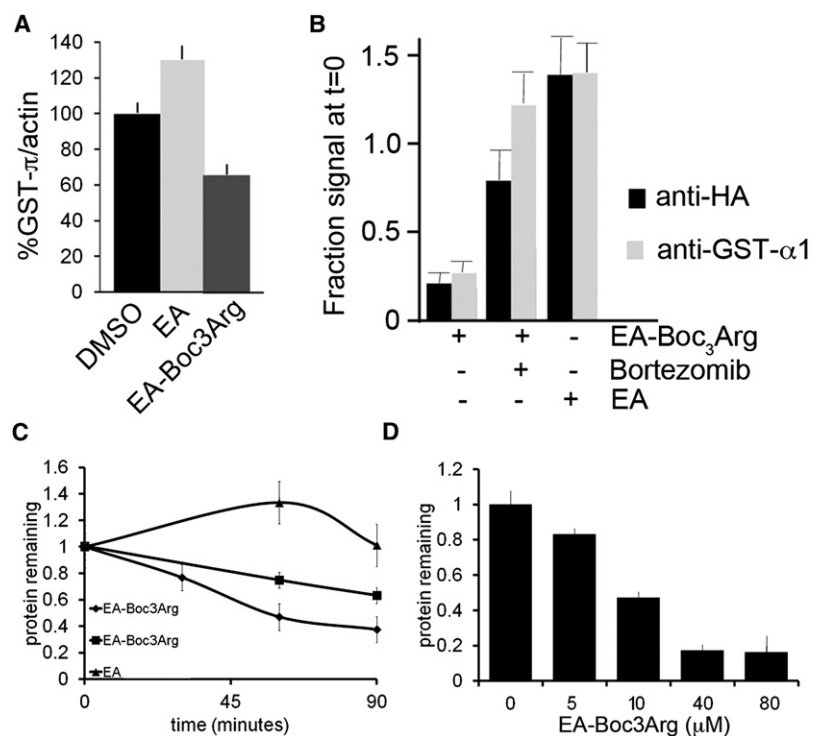 A
%GST-π/actin
140
120
100
80
60
40
20
0
DMSO
EA
EA-Boc3Arg
B
Fraction signal at t=0
1.5
1.0
0.5
0
anti-HA
anti-GST-α1
+ + - EA-Boc₃Arg
- + - Bortezomib
- - + EA
C
protein remaining
1.6
1.4
1.2
1
0.8
0.6
0.4
0.2
0
EA-Boc3Arg
EA-Boc3Arg
EA
0 45 90
time (minutes)
D
protein remaining
1.2
1
0.8
0.6
0.4
0.2
0
0 5 10 40 80
EA-Boc3Arg (μM)